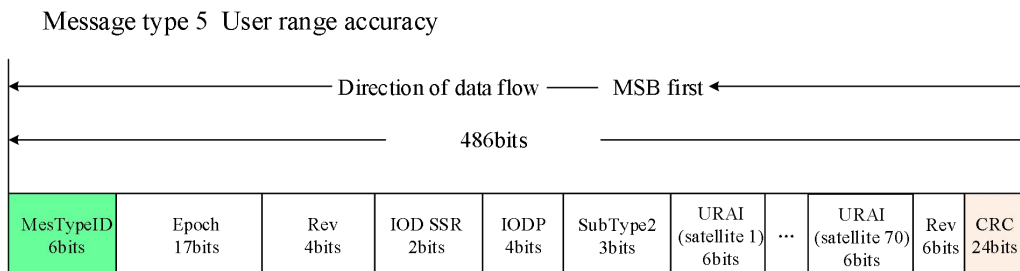 Message type 5 User range accuracy
Direction of data flow MSB first
486bits
MesTypeID
6bits
Epoch
17bits
Rev
4bits
IOD SSR
2bits
IODP
4bits
SubType2
3bits
URAI
(satellite 1)
6bits
...
URAI
(satellite 70)
6bits
Rev
6bits
CRC
24bits